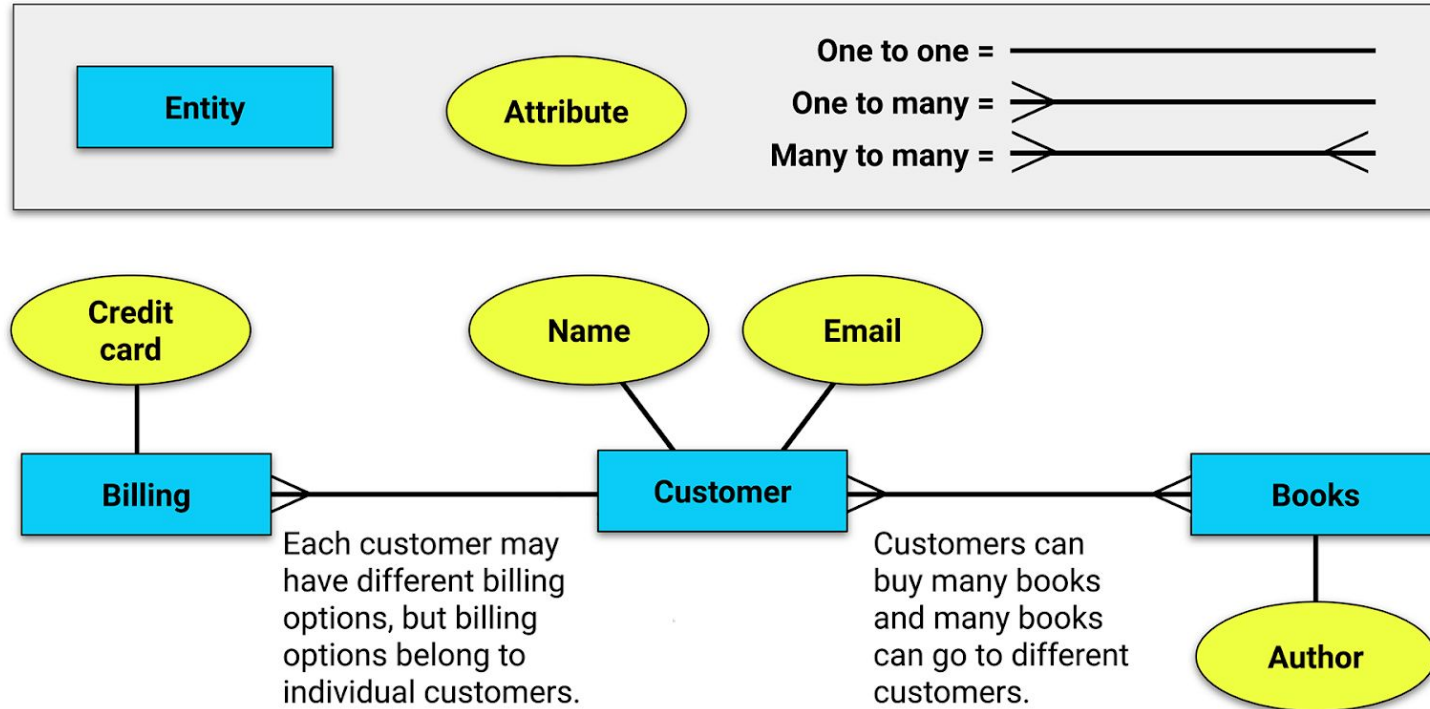 Entity
Attribute
One to one =
One to many =
Many to many =
Credit
card
Name
Email
Billing
Customer
Books
Each customer may
have different billing
options, but billing
options belong to
individual customers.
Customers can
buy many books
and many books
can go to different
customers.
Author